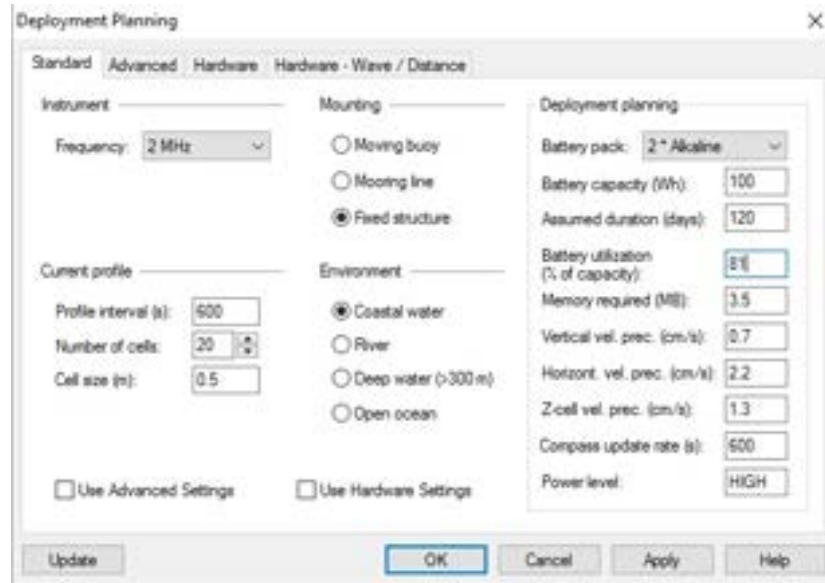 Deployment Planning
Standard Advanced Hardware Hardware - Wave / Distance
Instrument
Frequency: 2 MHz
Mounting
Moving buoy
Mooring line
Fixed structure
Deployment planning
Battery pack: 2 * Alkaline
Battery capacity (Wh): 100
Assumed duration (days): 120
Battery utilization
(% of capacity): 81
Memory required (MB): 3.5
Vertical vel. prec. (cm/s): 0.7
Horizont. vel. prec. (cm/s): 2.2
Z-cell vel. prec. (cm/s): 1.3
Compass update rate (s): 600
Power level: HIGH
Current profile
Profile interval (s): 600
Number of cells: 20
Cell size (m): 0.5
Environment
Coastal water
River
Deep water (>300 m)
Open ocean
Use Advanced Settings
Use Hardware Settings
Update OK Cancel Apply Help